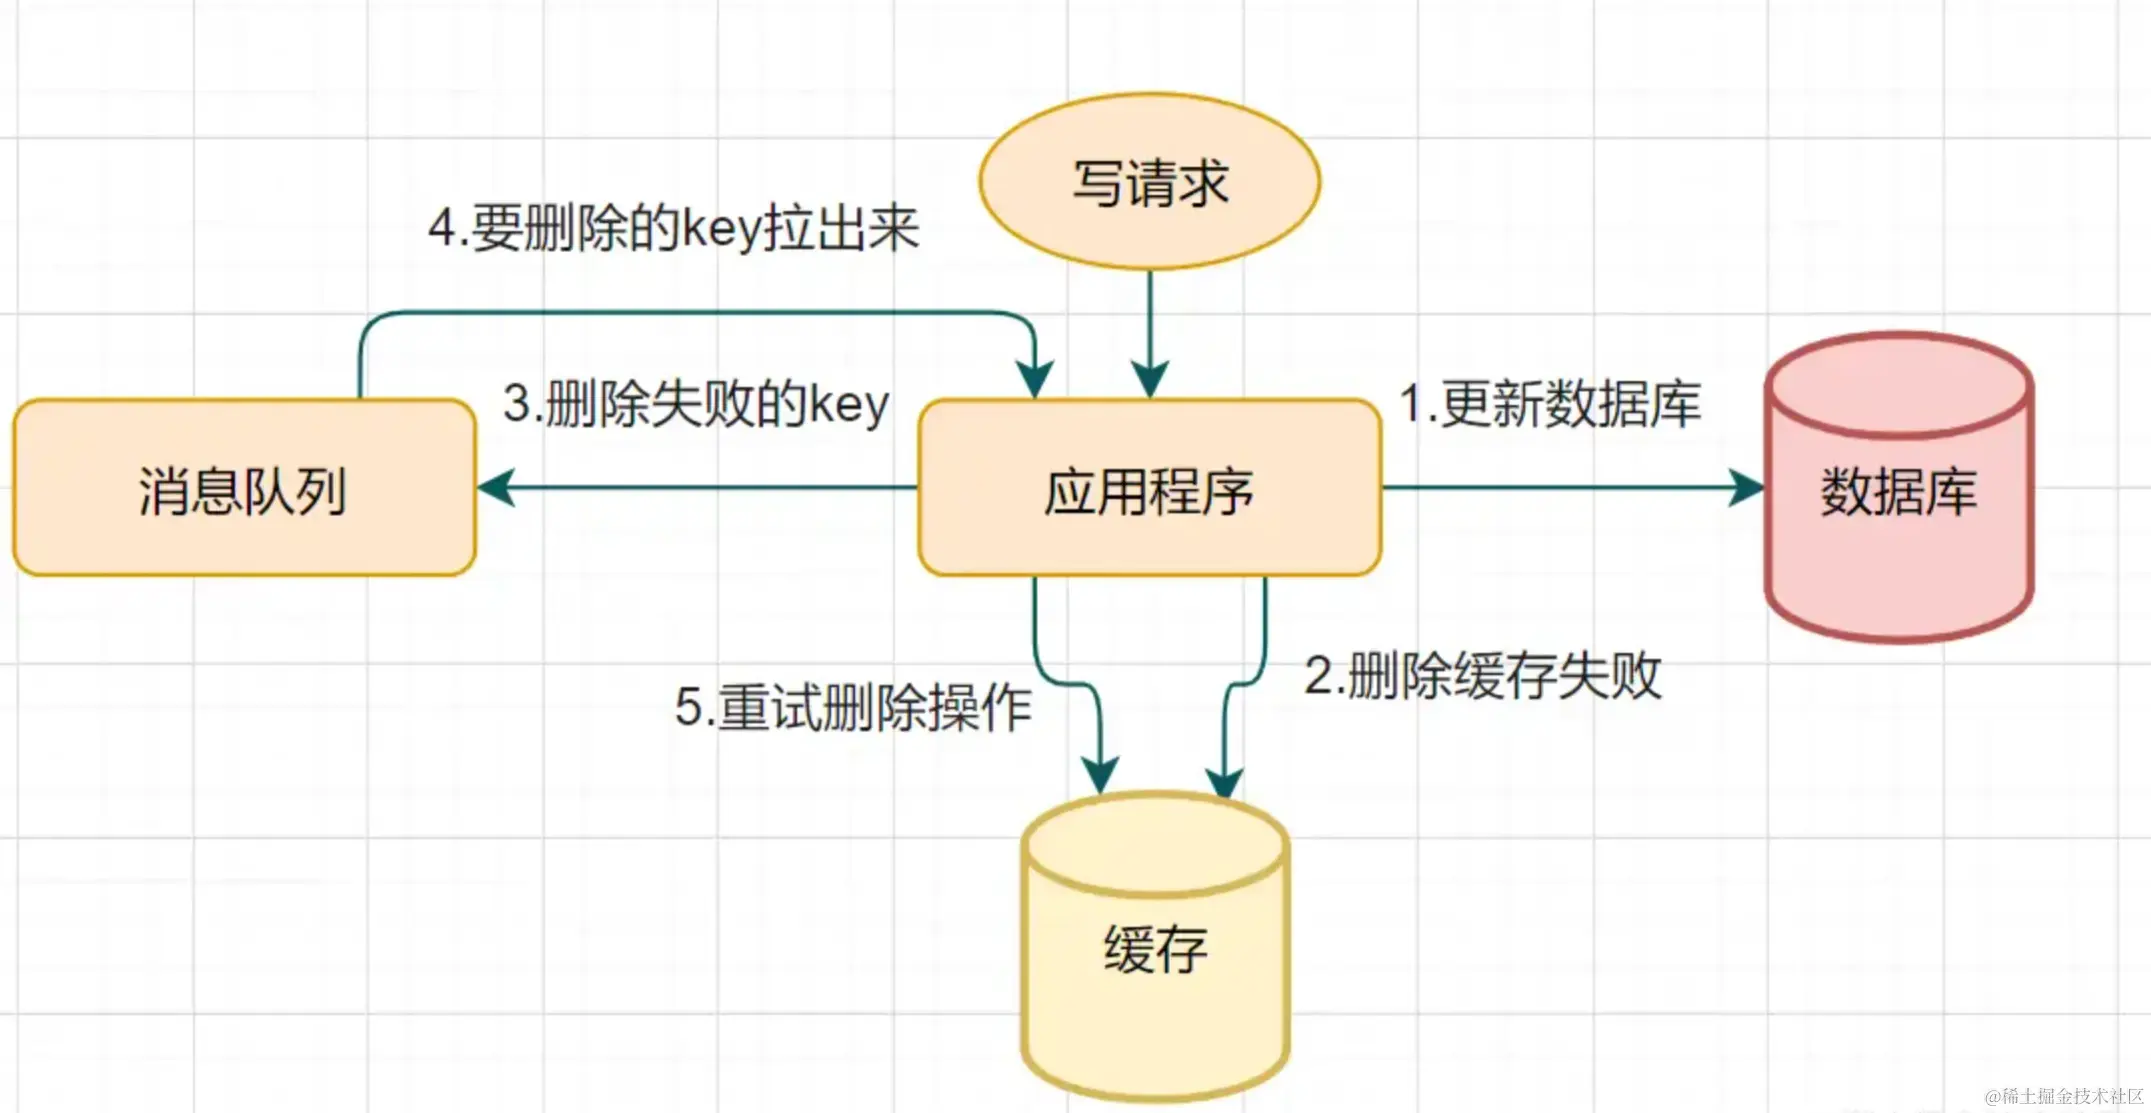 写请求
4.要删除的key拉出来
3.删除失败的key
1.更新数据库
消息队列
应用程序
数据库
2.删除缓存失败
5.重试删除操作
缓存
@稀土掘金技术社区